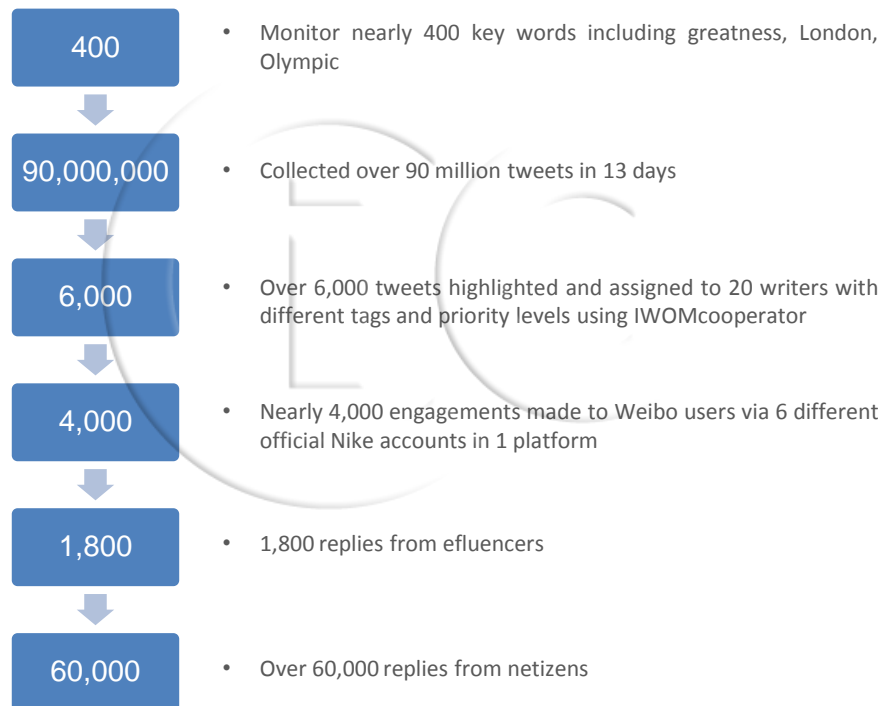 400
• Monitor nearly 400 key words including greatness, London,
Olympic
90,000,000
• Collected over 90 million tweets in 13 days
6,000
• Over 6,000 tweets highlighted and assigned to 20 writers with
different tags and priority levels using IWOMcooperator
4,000
• Nearly 4,000 engagements made to Weibo users via 6 different
official Nike accounts in 1 platform
1,800
• 1,800 replies from efluencers
60,000
• Over 60,000 replies from netizens